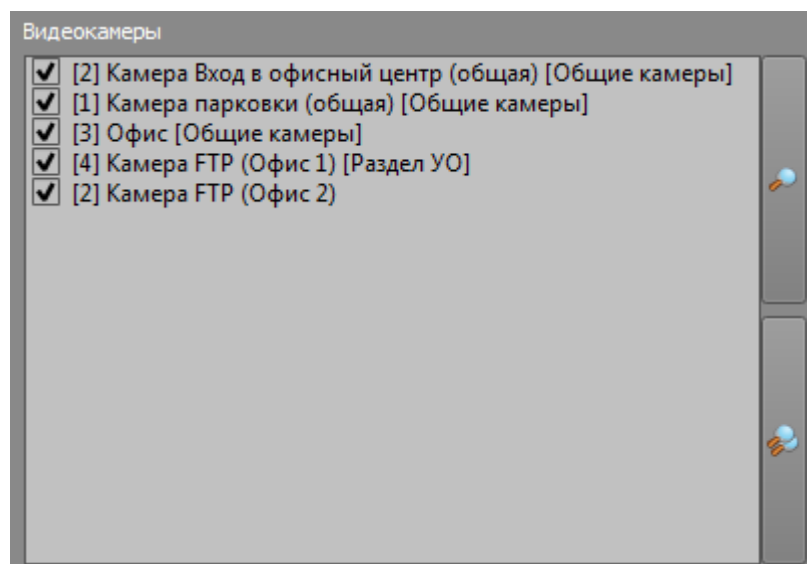 Видеокамеры
[2] Камера Вход в офисный центр (общая) [Общие камеры]
[1] Камера парковки (общая) [Общие камеры]
[3] Офис [Общие камеры]
[4] Камера FTP (Офис 1) [Раздел УО]
[2] Камера FTP (Офис 2)